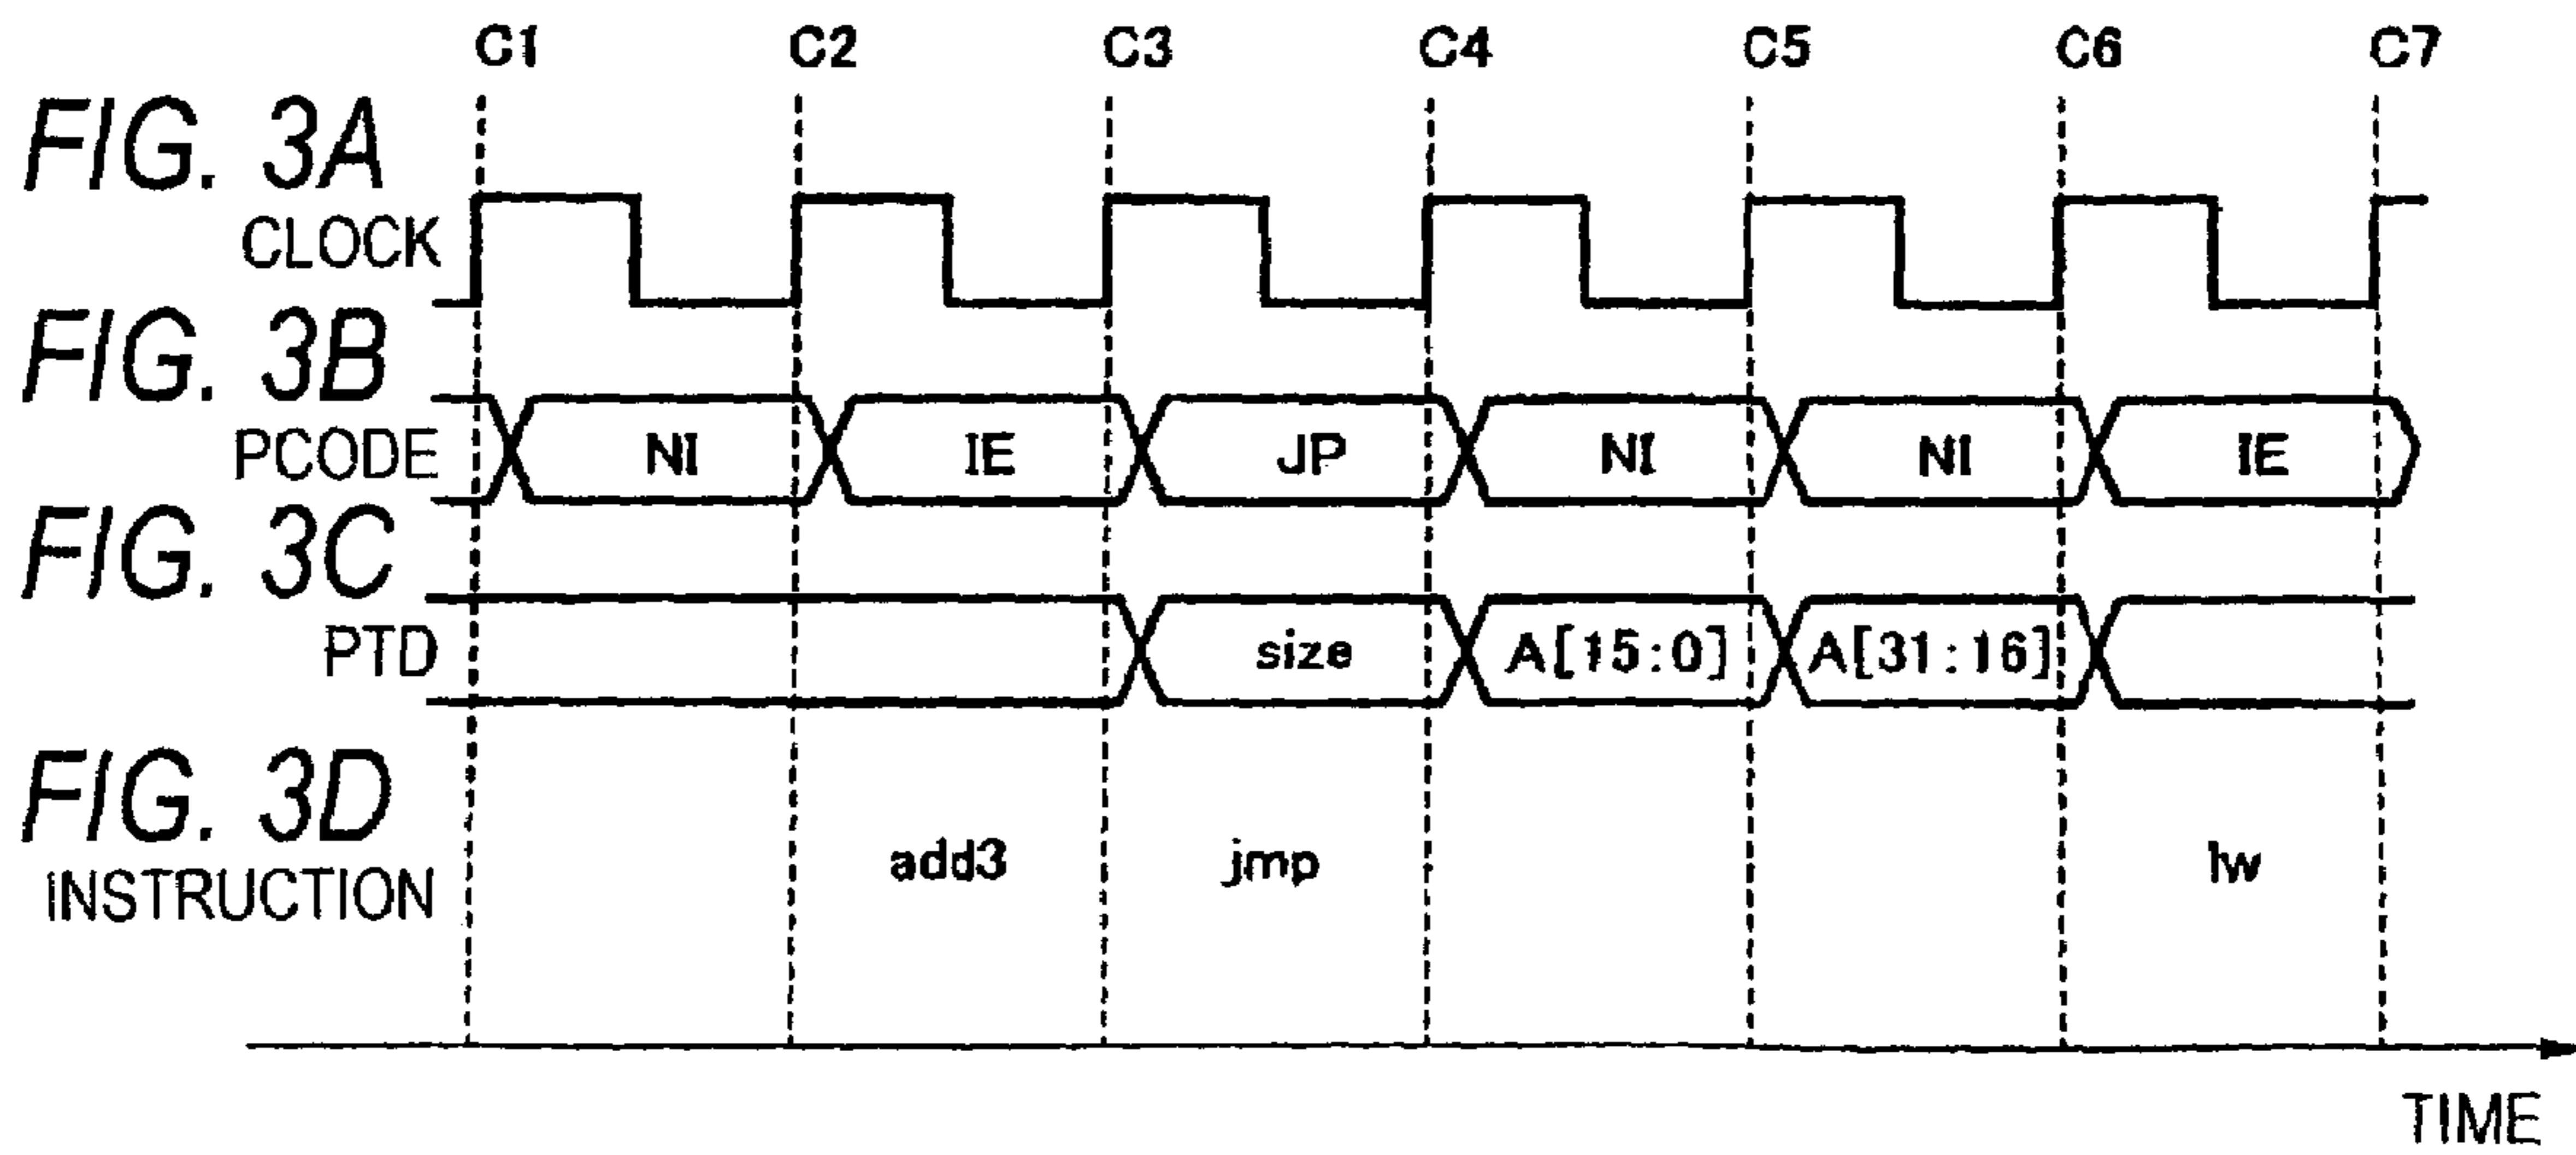 C1 C2 C3 C4 C5 C6 C7
FIG. 3A
CLOCK
FIG. 3B
PCODE NI IE JP NI NI IE
FIG. 3C
PTD size A[15:0] A[31:16]
FIG. 3D
INSTRUCTION add3 jmp lw
TIME